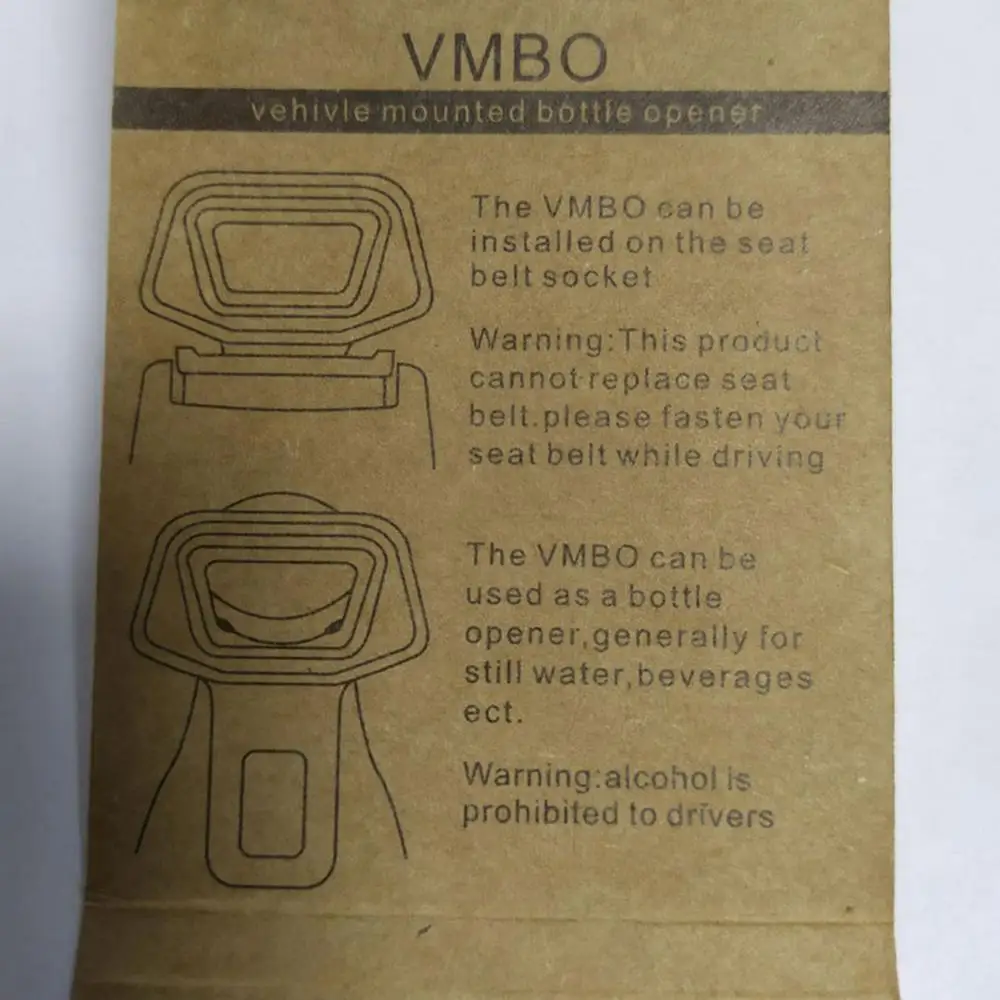 VMBO
vehivle mounted bottle opener
The VMBO can be
installed on the seat
belt socket
Warning:This product
cannot replace seat
belt.please fasten your
seat belt while driving
The VMBO can be
used as a bottle
opener,generally for
still water,beverages
ect.
Warning:alcohol is
prohibited to drivers